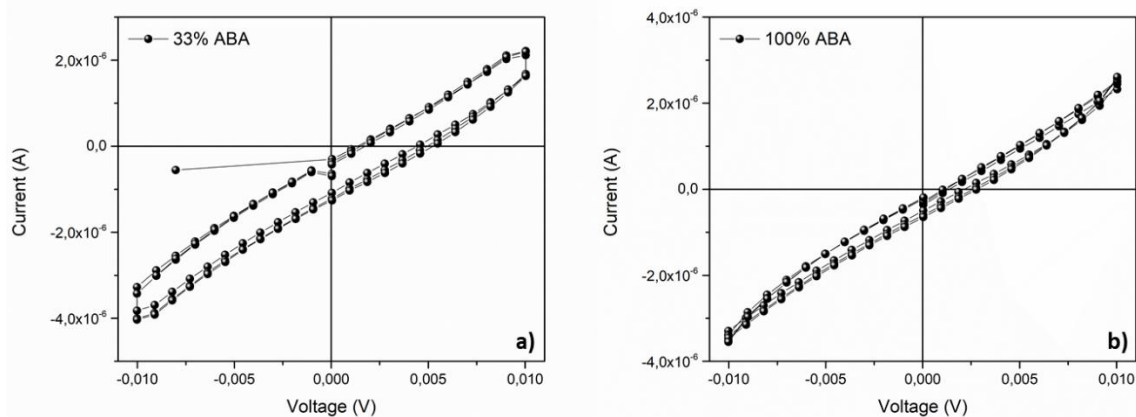 33% ABA
2,0x10⁻⁶
0,0
-2,0x10⁻⁶
-4,0x10⁻⁶
Current (A)
-0,010
-0,005
0,000
0,005
0,010
Voltage (V)
a)
100% ABA
4,0x10⁻⁶
2,0x10⁻⁶
0,0
-2,0x10⁻⁶
-4,0x10⁻⁶
Current (A)
-0,010
-0,005
0,000
0,005
0,010
Voltage (V)
b)